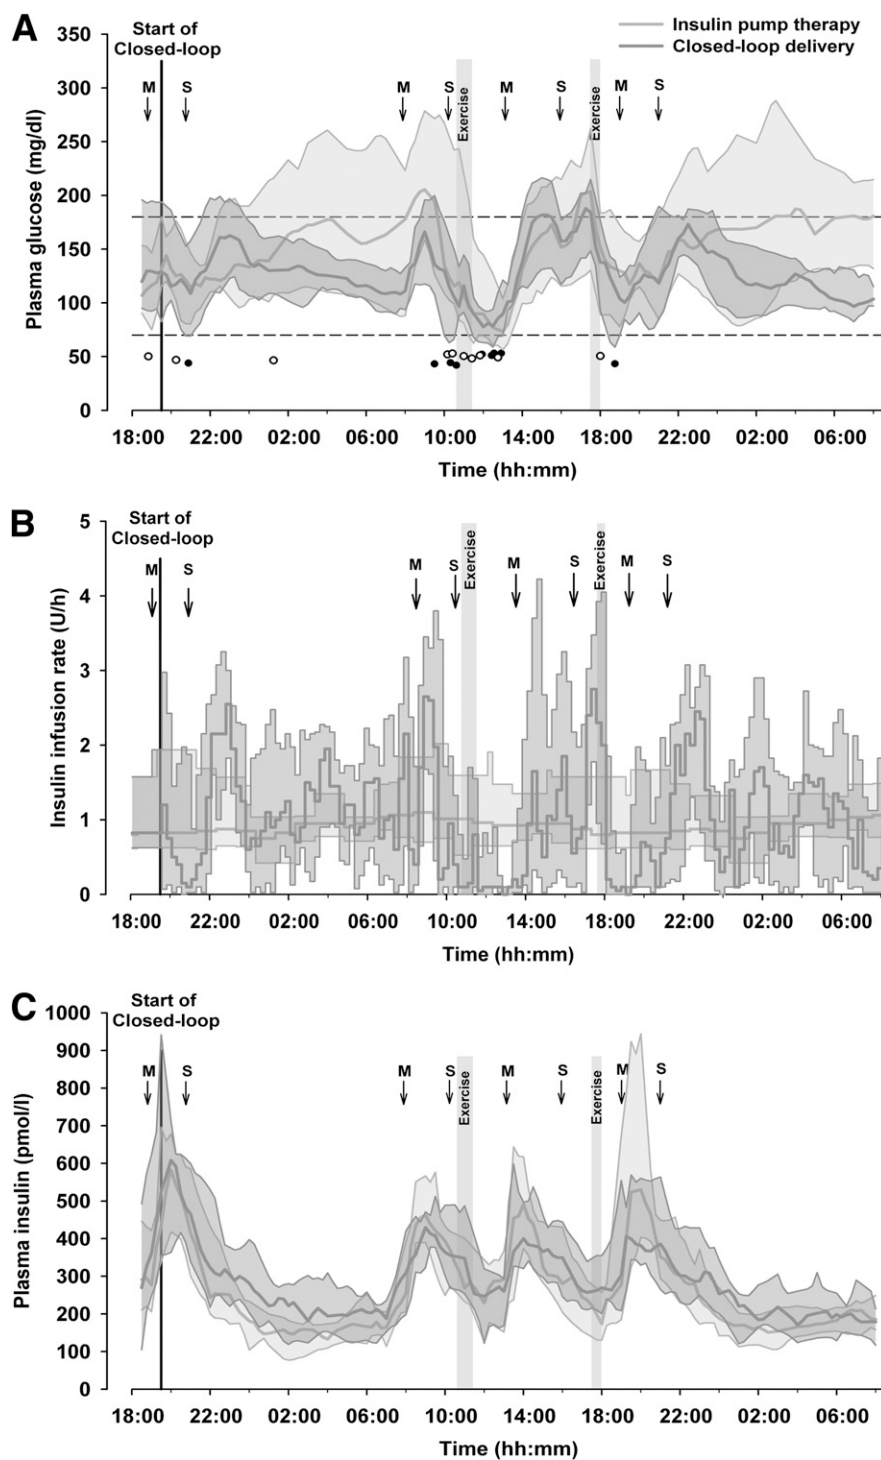 A
Start of
Closed-loop
Insulin pump therapy
Closed-loop delivery
M S M S Exercise M S Exercise M S
350
300
250
200
150
100
50
0
Plasma glucose (mg/dl)
18:00 22:00 02:00 06:00 10:00 14:00 18:00 22:00 02:00 06:00
Time (hh:mm)
B
Start of
Closed-loop
M S M S Exercise M S Exercise M S
5
4
3
2
1
0
Insulin infusion rate (U/h)
18:00 22:00 02:00 06:00 10:00 14:00 18:00 22:00 02:00 06:00
Time (hh:mm)
C
Start of
Closed-loop
M S M S Exercise M S Exercise M S
1000
900
800
700
600
500
400
300
200
100
0
Plasma insulin (pmol/l)
18:00 22:00 02:00 06:00 10:00 14:00 18:00 22:00 02:00 06:00
Time (hh:mm)